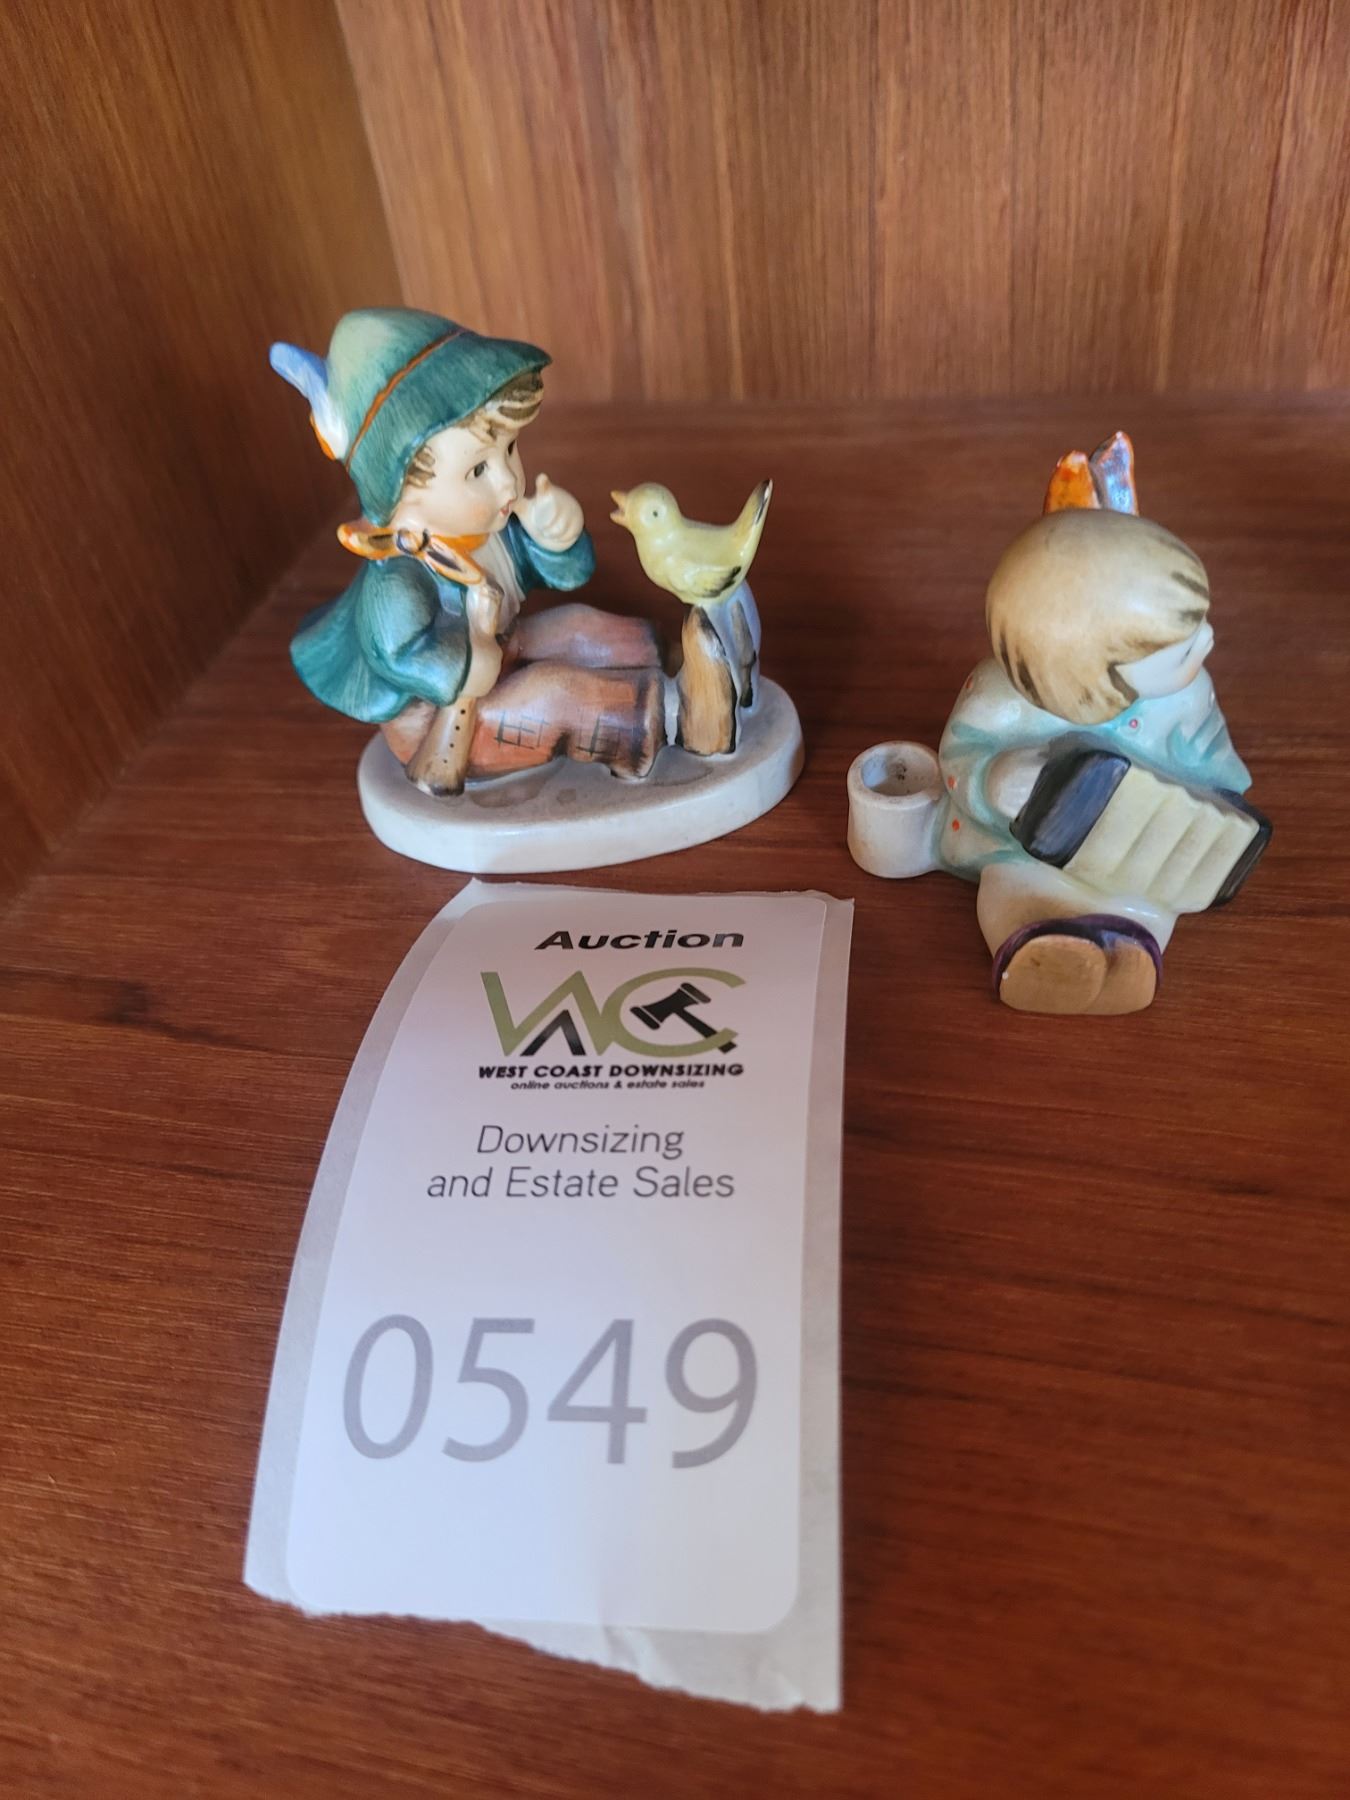 Auction
WC
WEST COAST DOWNSIZING
online auctions & estate sales
Downsizing
and Estate Sales
0549